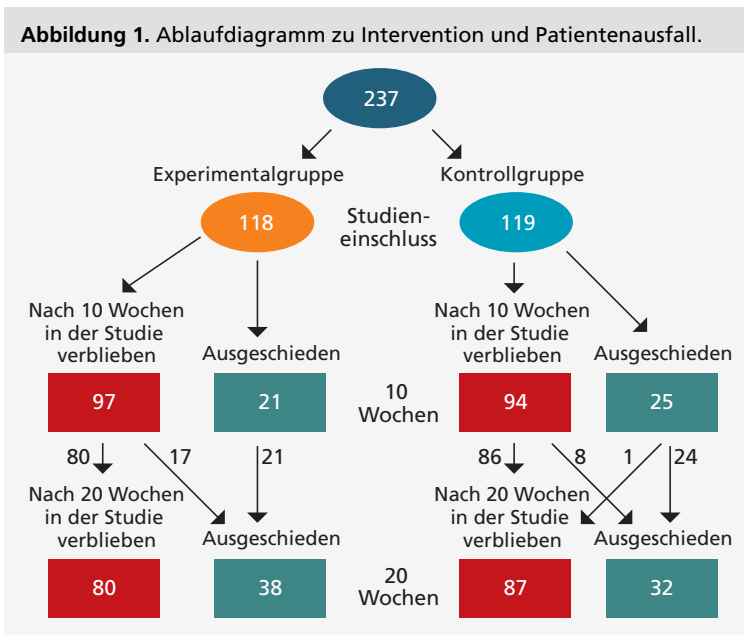 Abbildung 1. Ablaufdiagramm zu Intervention und Patientenausfall.
237
Experimentalgruppe
Kontrollgruppe
118
Studien-
einschluss
119
Nach 10 Wochen
in der Studie
verblieben
Ausgeschieden
Nach 10 Wochen
in der Studie
verblieben
Ausgeschieden
97
21
10
Wochen
94
25
80
17
21
86
8
1
24
Nach 20 Wochen
in der Studie
verblieben
Ausgeschieden
Nach 20 Wochen
in der Studie
verblieben
Ausgeschieden
80
38
20
Wochen
87
32